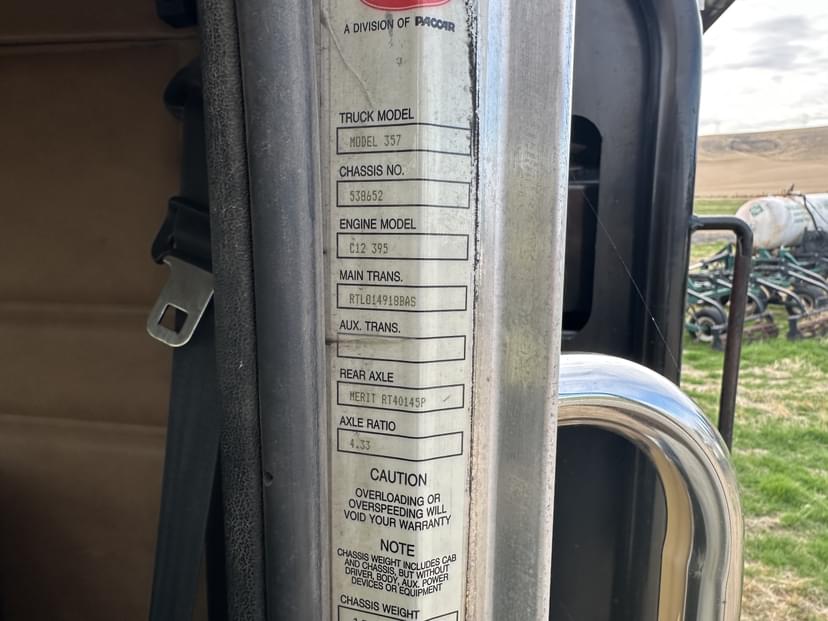 A DIVISION OF PACCAR
TRUCK MODEL
MODEL 357
CHASSIS NO.
538652
ENGINE MODEL
C12 395
MAIN TRANS.
RTLO14918BAS
AUX. TRANS.
REAR AXLE
MERIT RT40145P
AXLE RATIO
4.33
CAUTION
OVERLOADING OR
OVERSPEEDING WILL
VOID YOUR WARRANTY
NOTE
CHASSIS WEIGHT INCLUDES CAB
AND CHASSIS, BUT WITHOUT
DRIVER, BODY, AUX. POWER
DEVICES OR EQUIPMENT
CHASSIS WEIGHT